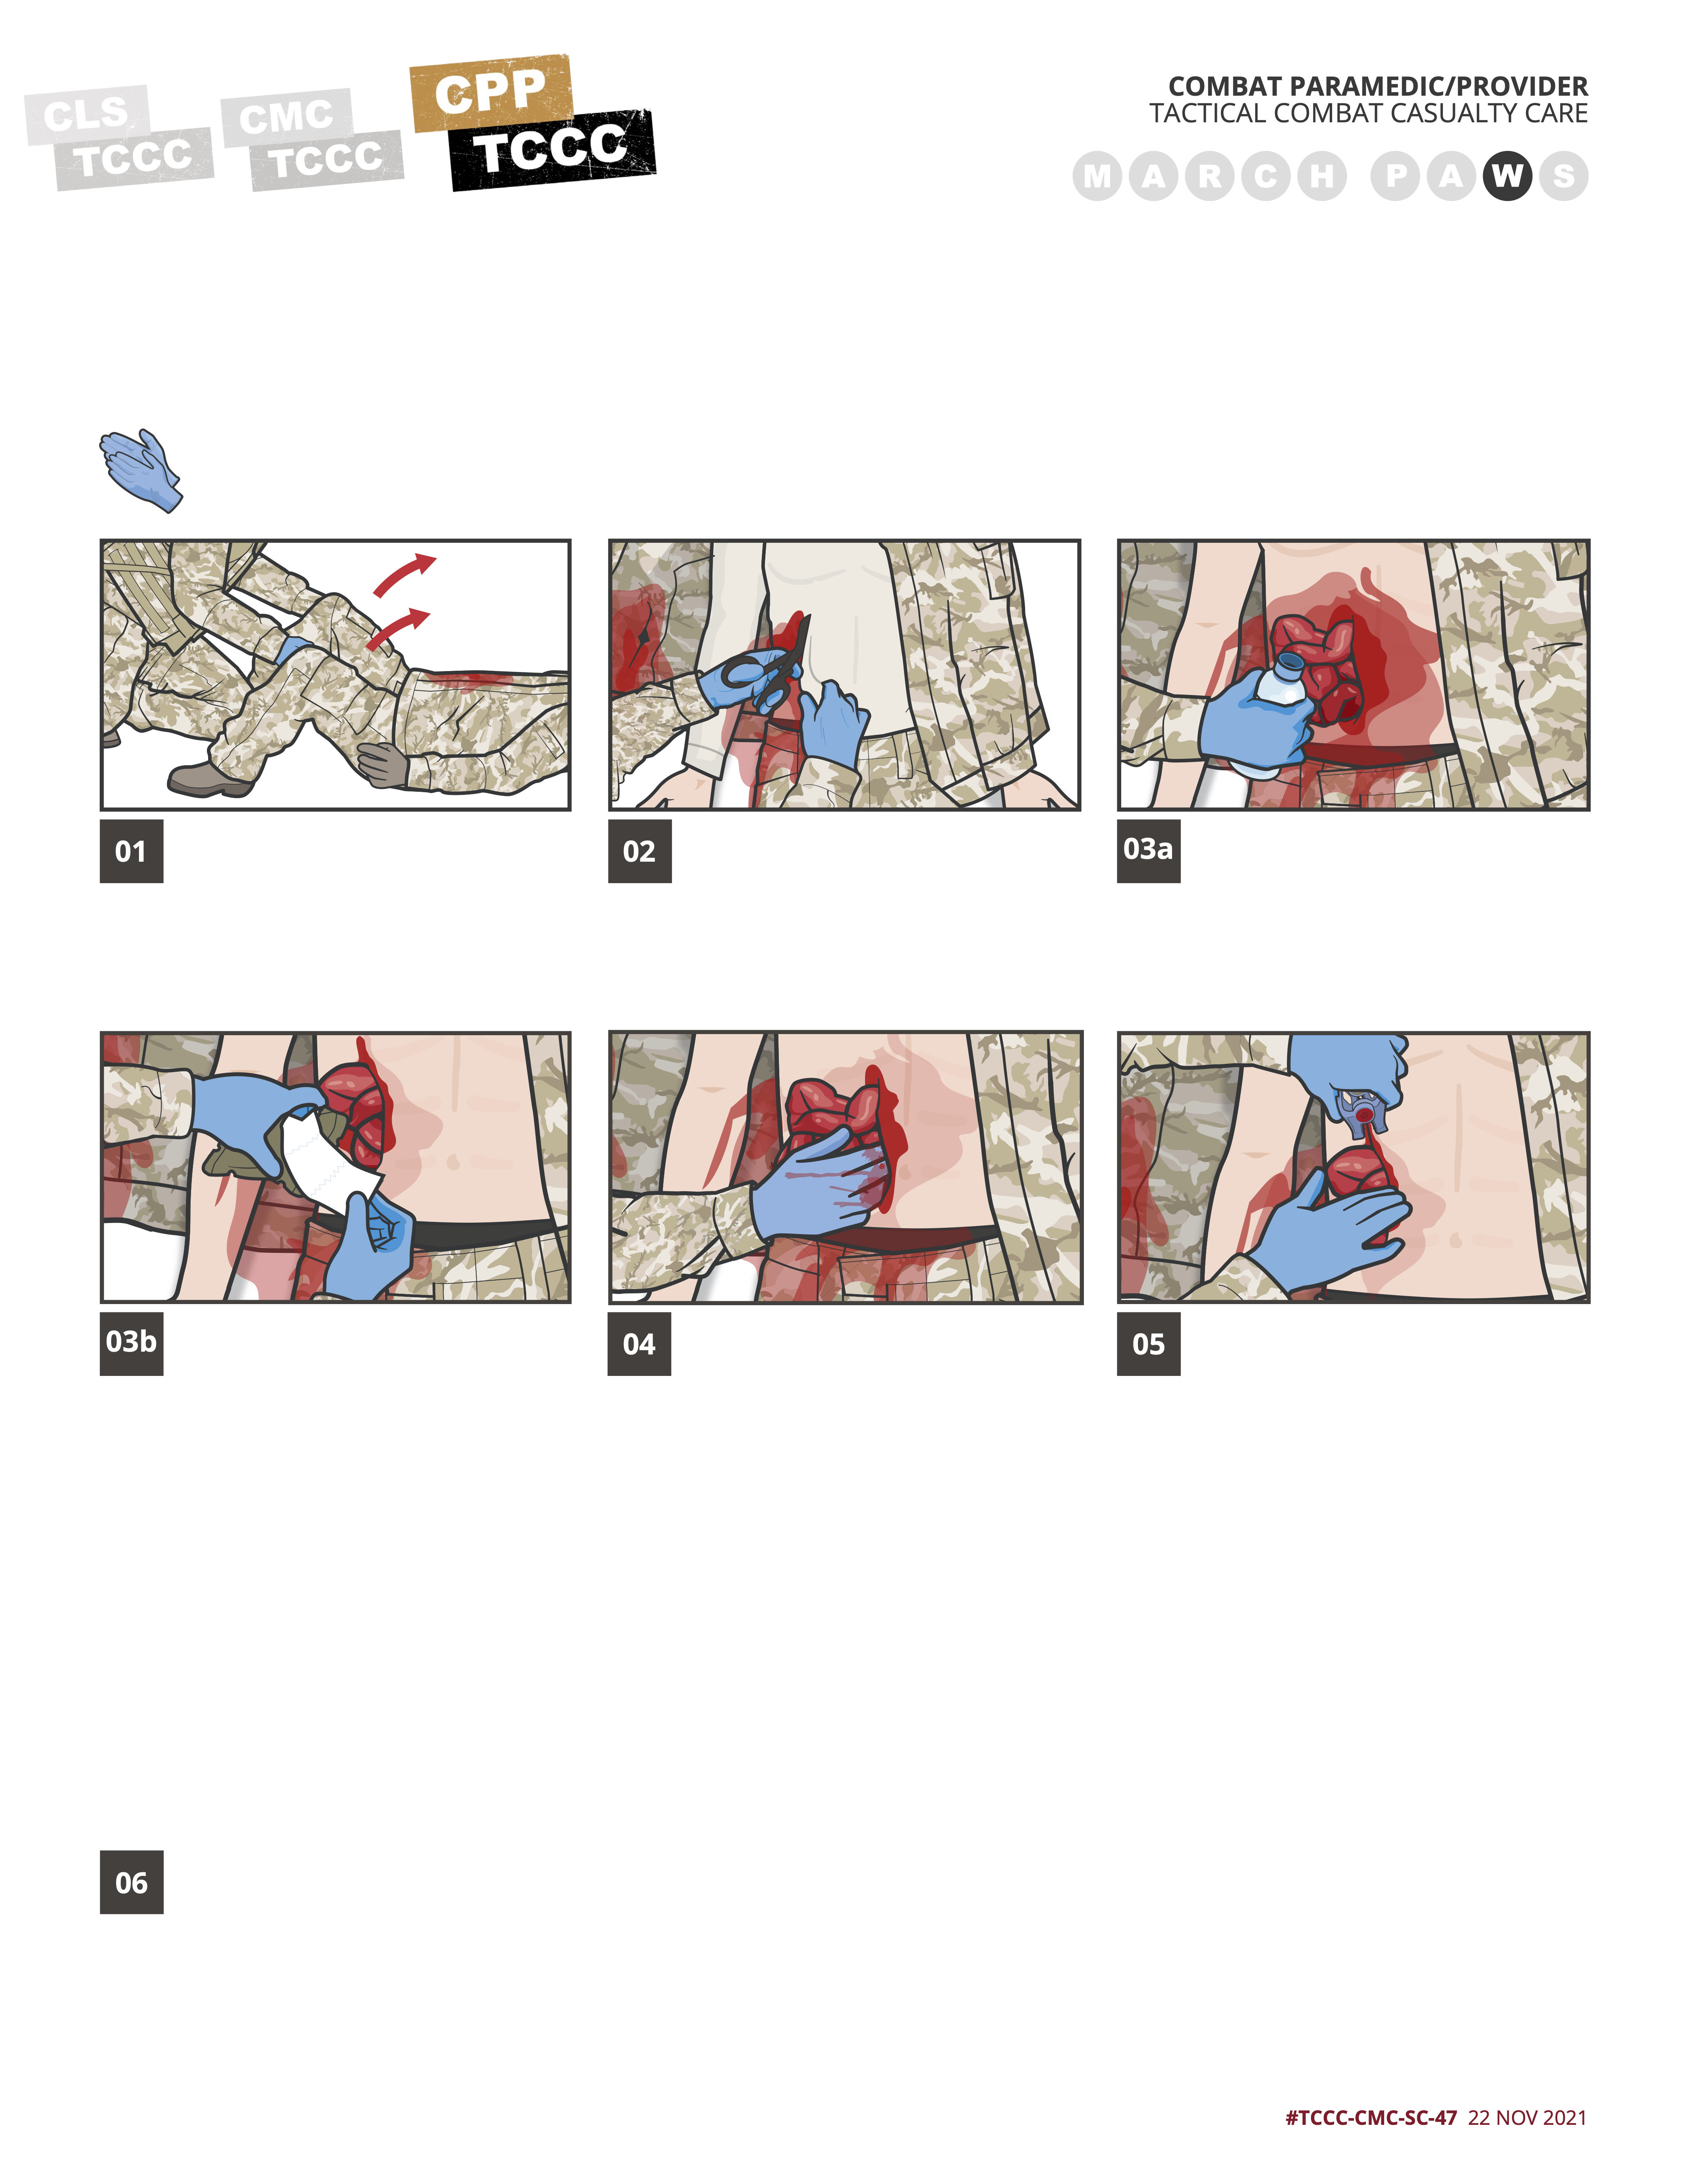 CLS
TCCC
CMC
TCCC
CPP
TCCC
COMBAT PARAMEDIC/PROVIDER
TACTICAL COMBAT CASUALTY CARE
M A R C H P A W S
01
02
03a
03b
04
05
06
#TCCC-CMC-SC-47 22 NOV 2021